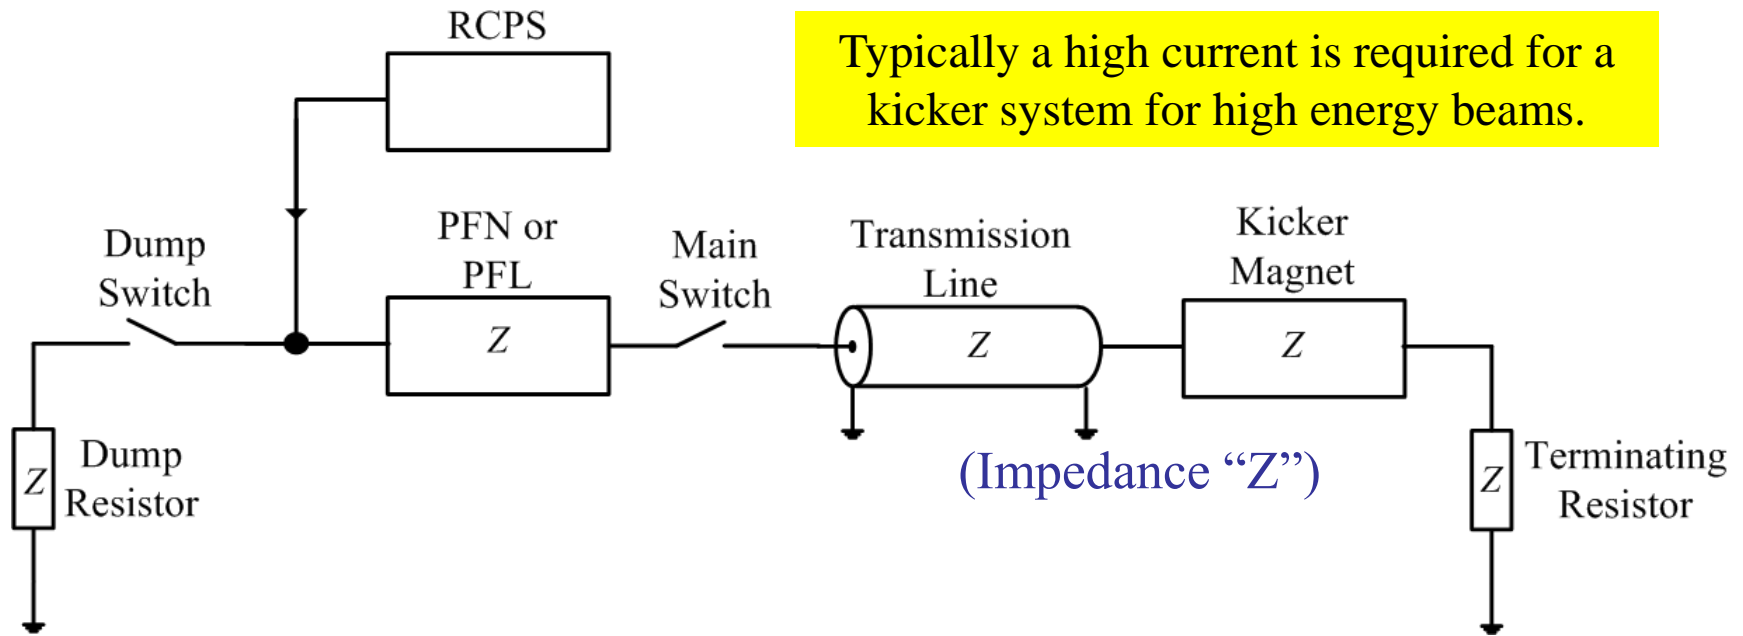 RCPS
Typically a high current is required for a
kicker system for high energy beams.
Dump
Switch
PFN or
PFL
Z
Main
Switch
Transmission
Line
Z
Kicker
Magnet
Z
Z
Dump
Resistor
(Impedance “Z”)
Z
Terminating
Resistor